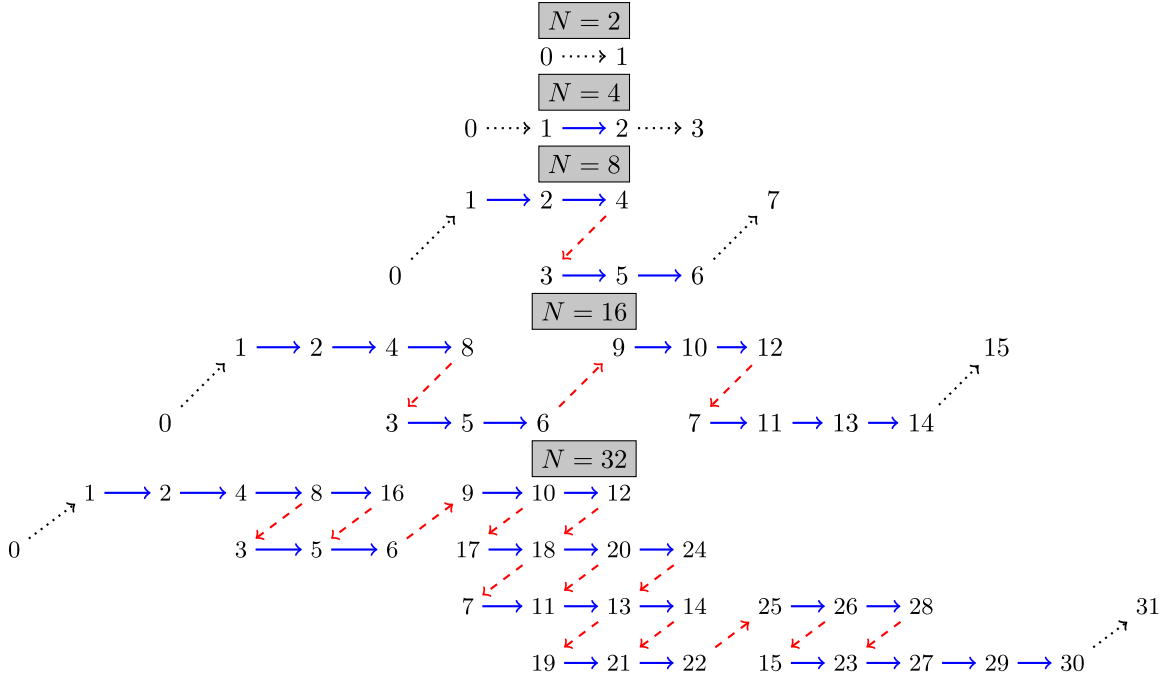 N = 2
0 1
N = 4
0 1 2 3
N = 8
1 2 4 7
0 3 5 6
N = 16
1 2 4 8 9 10 12 15
0 3 5 6 7 11 13 14
N = 32
1 2 4 8 16 9 10 12
0 3 5 6 17 18 20 24
7 11 13 14 25 26 28 31
19 21 22 15 23 27 29 30